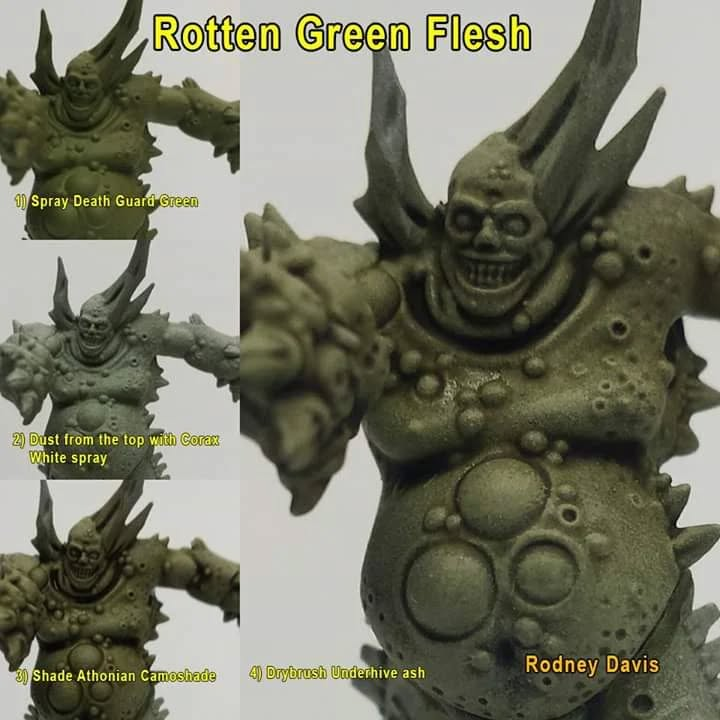 Rotten Green Flesh
1) Spray Death Guard Green
2) Dust from the top with Corax
White spray
3) Shade Athonian Camoshade
4) Drybrush Underhive ash
Rodney Davis